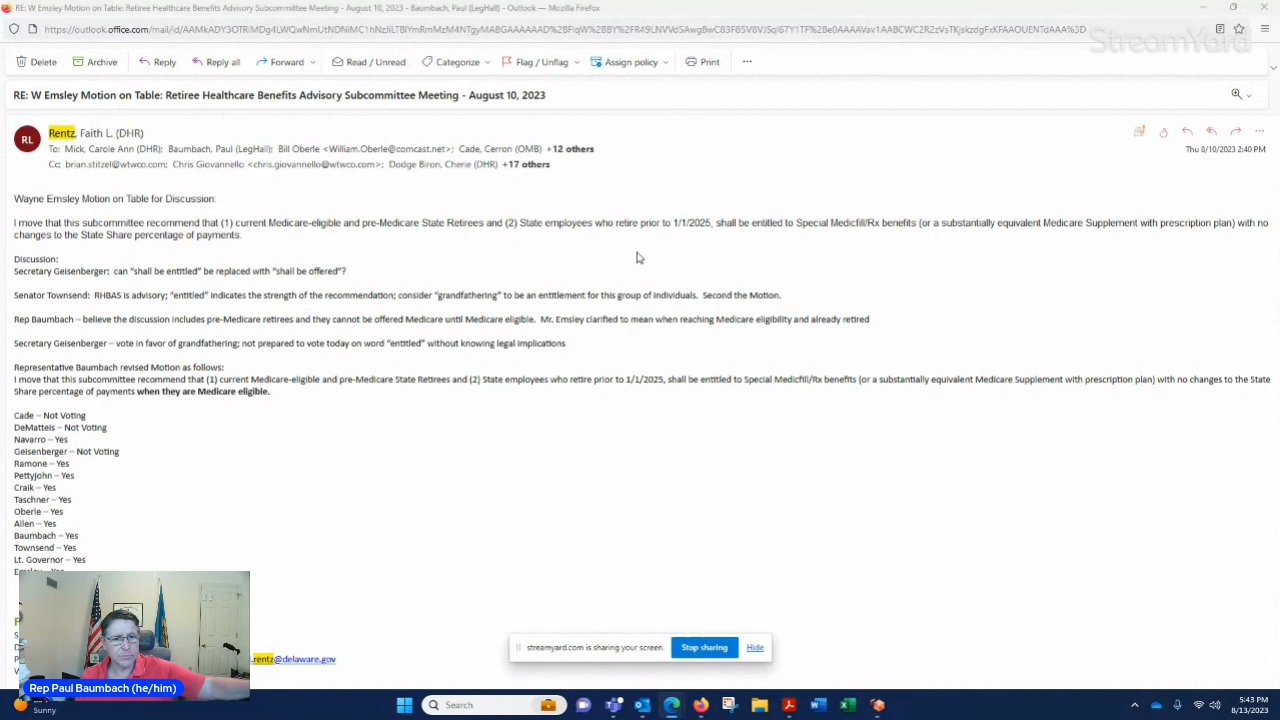 RE: W Emsley Motion on Table: Retiree Healthcare Benefits Advisory Subcommittee Meeting - August 10, 2023 - Baumbach, Paul (LegHall) - Outlook — Mozilla Firefox
StreamYard
Delete Archive Reply Reply all Forward Read / Unread Categorize Flag / Unflag Assign policy Print
RE: W Emsley Motion on Table: Retiree Healthcare Benefits Advisory Subcommittee Meeting - August 10, 2023
RL
Rentz, Faith L. (DHR)
To: Mick, Carole Ann (DHR); Baumbach, Paul (LegHall); Bill Oberle <William.Oberle@comcast.net>; Cade, Cerron (OMB) +12 others
Cc: brian.stitzel@wtwco.com; Chris Giovannello <chris.giovannello@wtwco.com>; Dodge Biron, Cherie (DHR) +17 others
Thu 8/10/2023 2:40 PM
Wayne Emsley Motion on Table for Discussion:
I move that this subcommittee recommend that (1) current Medicare-eligible and pre-Medicare State Retirees and (2) State employees who retire prior to 1/1/2025, shall be entitled to Special Medicfill/Rx benefits (or a substantially equivalent Medicare Supplement with prescription plan) with no
changes to the State Share percentage of payments.
Discussion:
Secretary Geisenberger: can "shall be entitled" be replaced with "shall be offered"?
Senator Townsend: RHBAS is advisory; "entitled" indicates the strength of the recommendation; consider "grandfathering" to be an entitlement for this group of individuals. Second the Motion.
Rep Baumbach – believe the discussion includes pre-Medicare retirees and they cannot be offered Medicare until Medicare eligible. Mr. Emsley clarified to mean when reaching Medicare eligibility and already retired
Secretary Geisenberger – vote in favor of grandfathering; not prepared to vote today on word "entitled" without knowing legal implications
Representative Baumbach revised Motion as follows:
I move that this subcommittee recommend that (1) current Medicare-eligible and pre-Medicare State Retirees and (2) State employees who retire prior to 1/1/2025, shall be entitled to Special Medicfill/Rx benefits (or a substantially equivalent Medicare Supplement with prescription plan) with no changes to the State
Share percentage of payments when they are Medicare eligible.
Cade – Not Voting
DeMatteis – Not Voting
Navarro – Yes
Geisenberger – Not Voting
Ramone – Yes
Pettyjohn – Yes
Craik – Yes
Taschner – Yes
Oberle – Yes
Allen – Yes
Baumbach – Yes
Townsend – Yes
Lt. Governor – Yes
streamyard.com is sharing your screen. Stop sharing Hide
.rentz@delaware.gov
Rep Paul Baumbach (he/him)
Sunny
Search
5:43 PM
8/13/2023